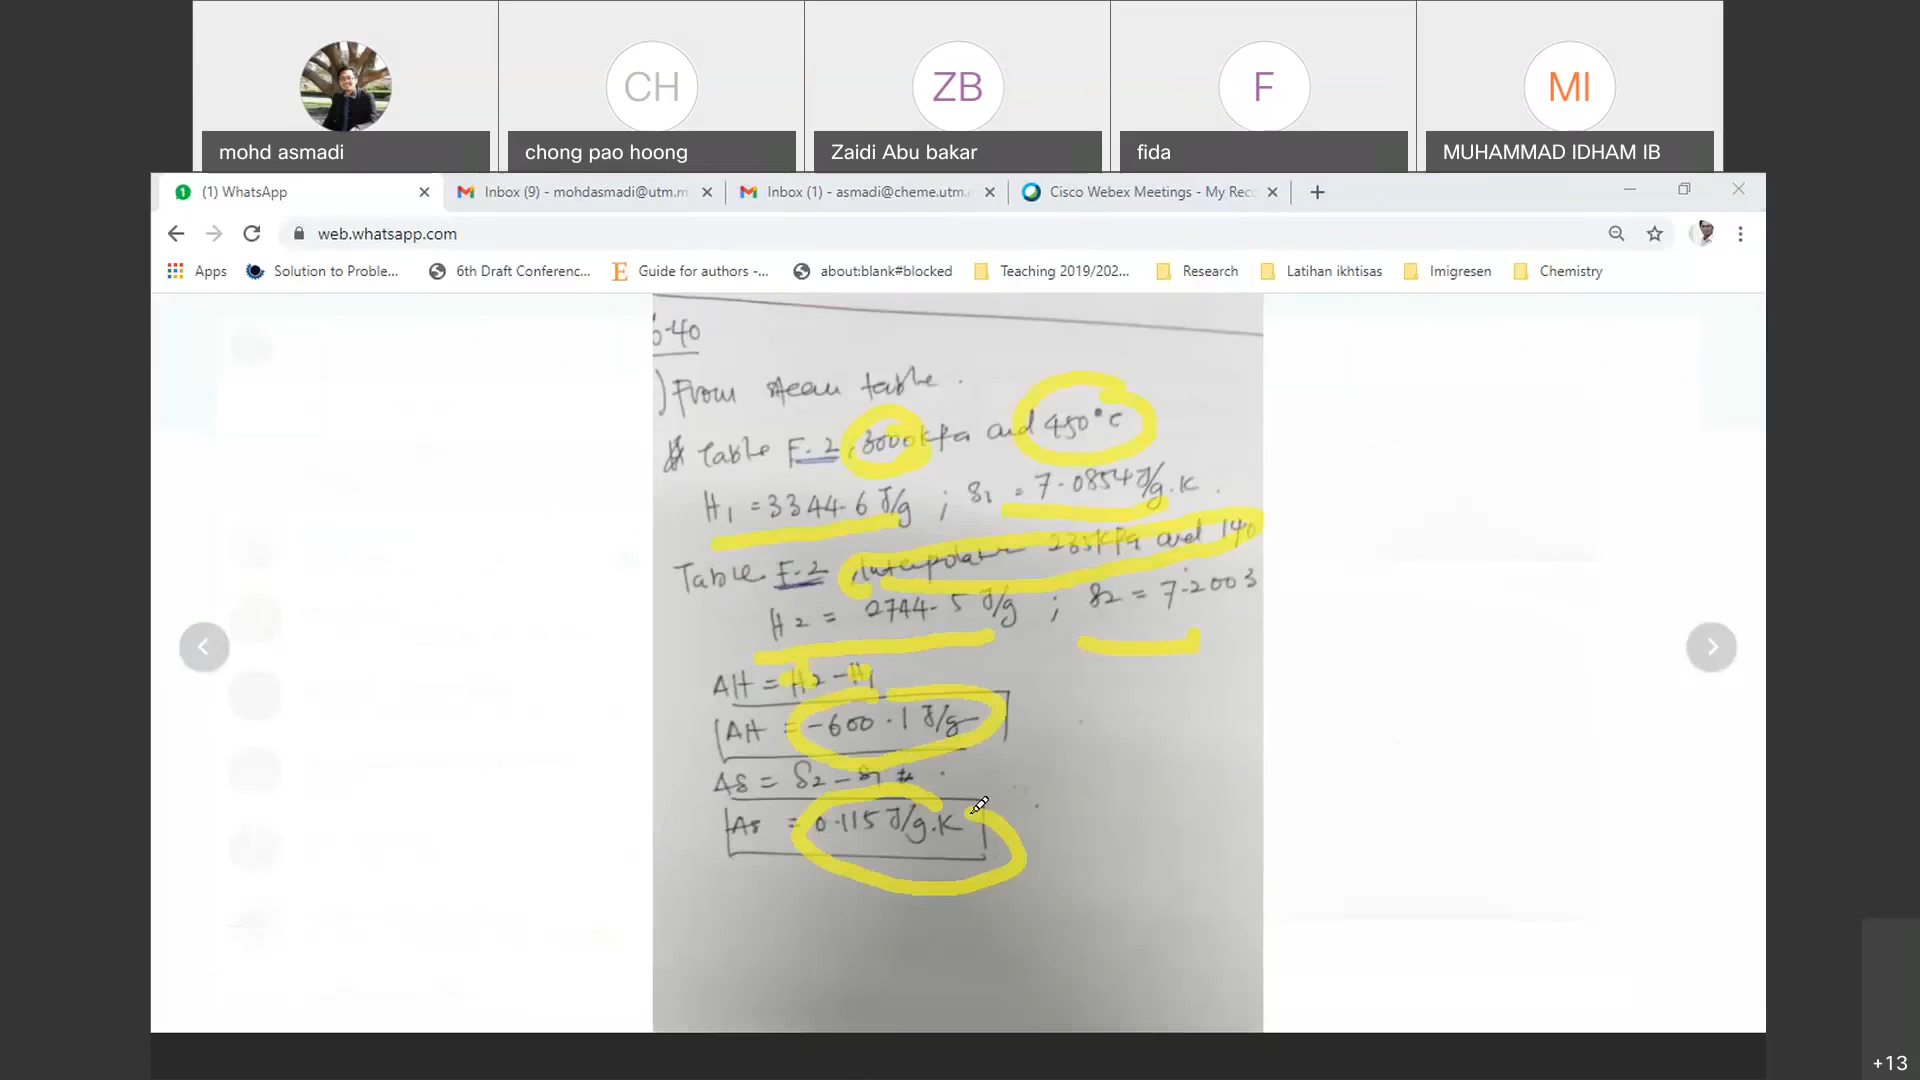 CH
ZB
F
MI
mohd asmadi
chong pao hoong
Zaidi Abu bakar
fida
MUHAMMAD IDHAM IB
1 (1) WhatsApp
Inbox (9) - mohdasmadi@utm.m
Inbox (1) - asmadi@cheme.utm.
Cisco Webex Meetings - My Rec
web.whatsapp.com
Apps
Solution to Proble...
6th Draft Conferenc...
Guide for authors -...
about:blank#blocked
Teaching 2019/202...
Research
Latihan ikhtisas
Imigresen
Chemistry
6.40
) From steam table.
Table F-2, 3000kPa and 450°C
H1 = 3344.6 J/g ; S1 = 7.0854 J/g.K.
Table F-2, Interpolation 235kPa and 140
H2 = 2744.5 J/g ; S2 = 7.2003
ΔH = H2 - H1
ΔH = -600.1 J/g
ΔS = S2 - S1
ΔS = 0.115 J/g.K
+13